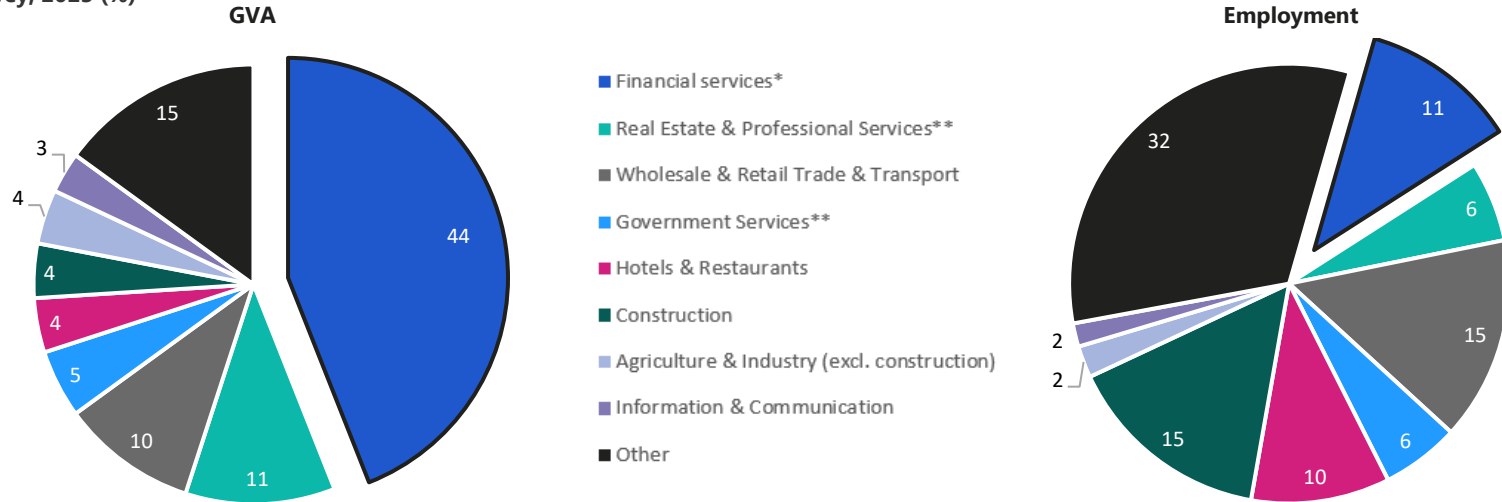 GVA
Employment
15
3
4
4
4
5
10
11
44
Financial services*
Real Estate & Professional Services**
Wholesale & Retail Trade & Transport
Government Services**
Hotels & Restaurants
Construction
Agriculture & Industry (excl. construction)
Information & Communication
Other
32
11
6
15
6
10
15
2
2